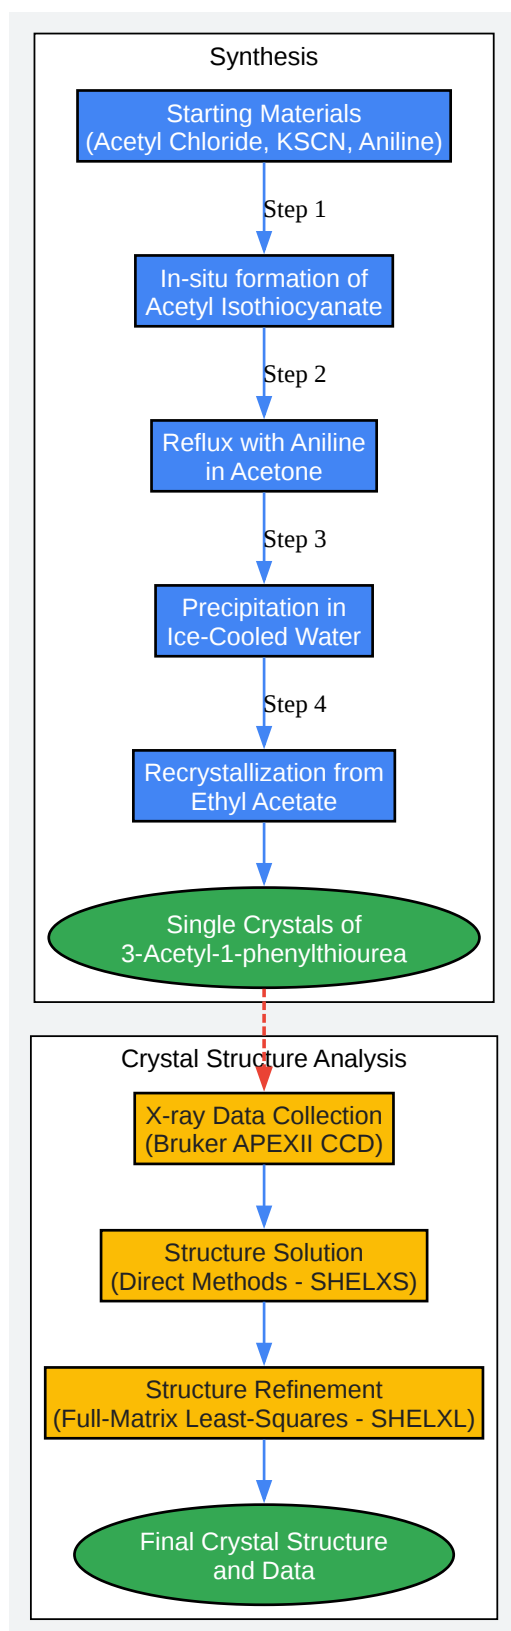 Synthesis
Starting Materials
(Acetyl Chloride, KSCN, Aniline)
Step 1
In-situ formation of
Acetyl Isothiocyanate
Step 2
Reflux with Aniline
in Acetone
Step 3
Precipitation in
Ice-Cooled Water
Step 4
Recrystallization from
Ethyl Acetate
Single Crystals of
3-Acetyl-1-phenylthiourea
Crystal Structure Analysis
X-ray Data Collection
(Bruker APEXII CCD)
Structure Solution
(Direct Methods - SHELXS)
Structure Refinement
(Full-Matrix Least-Squares - SHELXL)
Final Crystal Structure
and Data